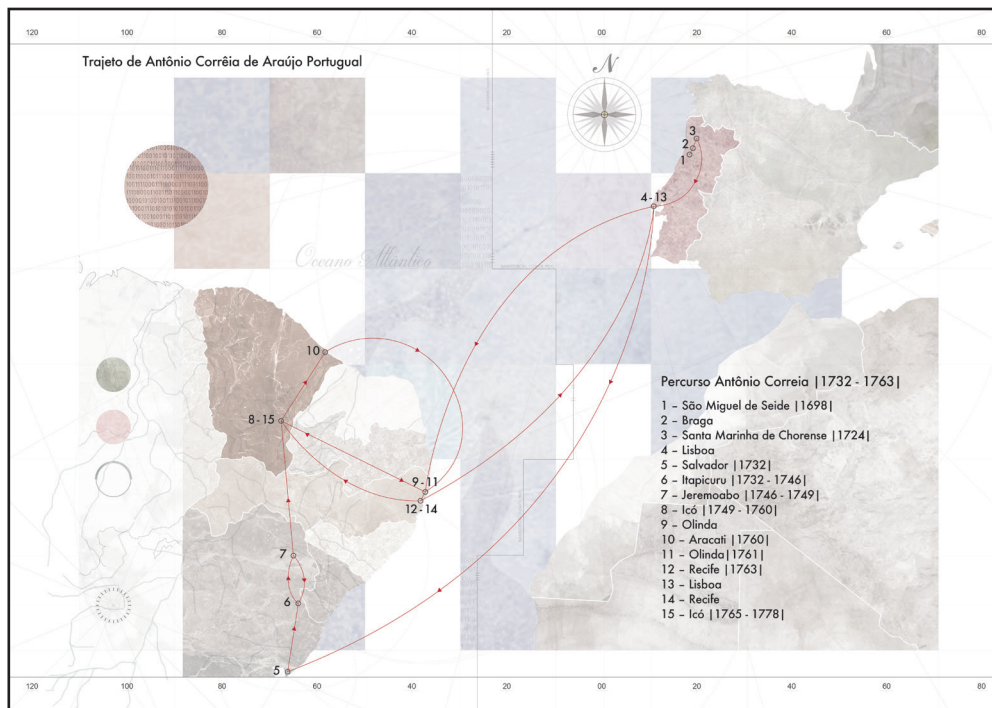 120 100 80 60 40 20 00 20 40 60 80
Trajeto de Antônio Corrêia de Araújo Portugual
N
3
2
1
4 - 13
Oceano Atlântico
10
8 - 15
9 - 11
12 - 14
7
6
5
Percurso Antônio Correia |1732 - 1763|
1 – São Miguel de Seide |1698|
2 – Braga
3 – Santa Marinha de Chorense |1724|
4 – Lisboa
5 – Salvador |1732|
6 – Itapicuru |1732 - 1746|
7 – Jeremoabo |1746 - 1749|
8 – Icó |1749 - 1760|
9 – Olinda
10 – Aracati |1760|
11 – Olinda |1761|
12 – Recife |1763|
13 – Lisboa
14 – Recife
15 – Icó |1765 - 1778|
120 100 80 60 40 20 00 20 40 60 80